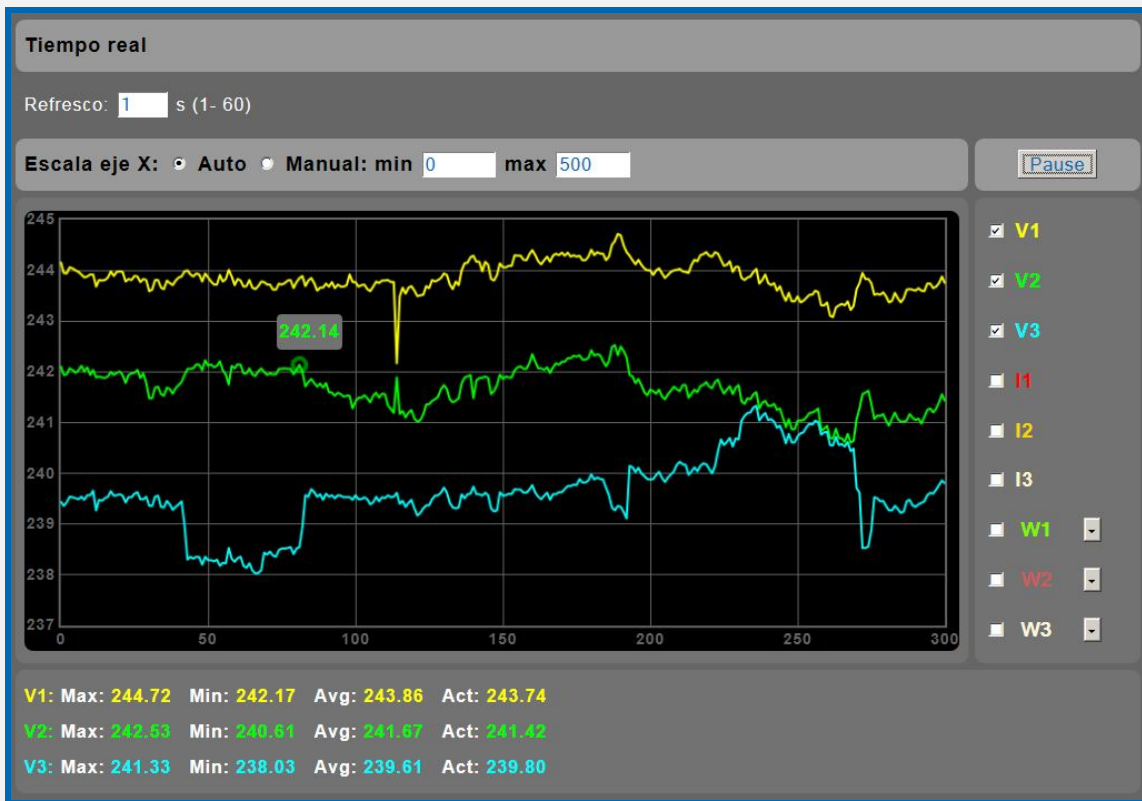 Tiempo real
Refresco: 1 s (1- 60)
Escala eje X: Auto Manual: min 0 max 500
Pause
245
244
243
242
241
240
239
238
237
0 50 100 150 200 250 300
242.14
V1
V2
V3
I1
I2
I3
W1
W2
W3
V1: Max: 244.72 Min: 242.17 Avg: 243.86 Act: 243.74
V2: Max: 242.53 Min: 240.61 Avg: 241.67 Act: 241.42
V3: Max: 241.33 Min: 238.03 Avg: 239.61 Act: 239.80